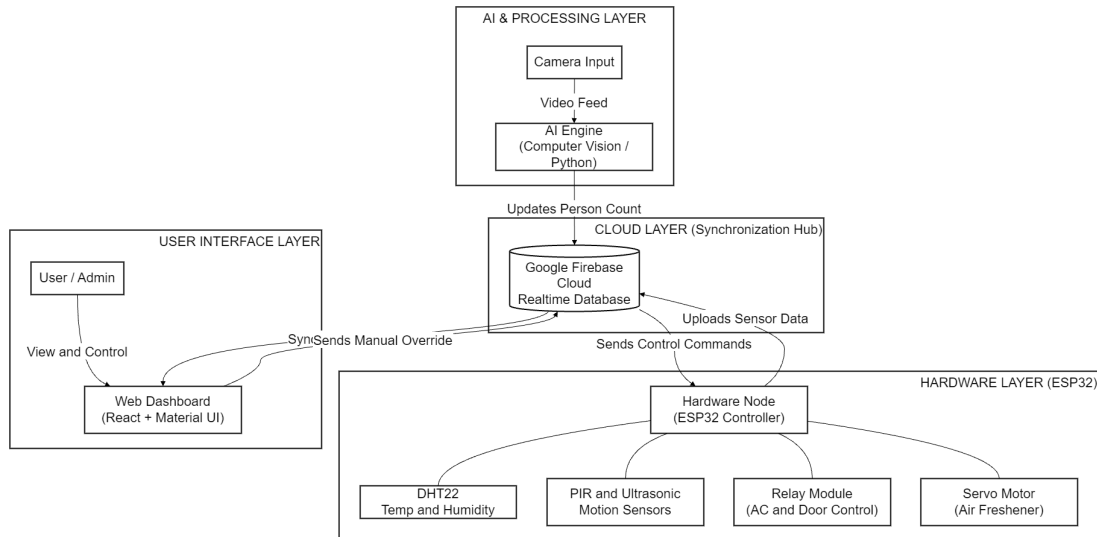 AI & PROCESSING LAYER
Camera Input
Video Feed
AI Engine
(Computer Vision /
Python)
Updates Person Count
CLOUD LAYER (Synchronization Hub)
Google Firebase
Cloud
Realtime Database
USER INTERFACE LAYER
User / Admin
View and Control
Web Dashboard
(React + Material UI)
Sends Manual Override
Uploads Sensor Data
Sends Control Commands
HARDWARE LAYER (ESP32)
Hardware Node
(ESP32 Controller)
DHT22
Temp and Humidity
PIR and Ultrasonic
Motion Sensors
Relay Module
(AC and Door Control)
Servo Motor
(Air Freshener)